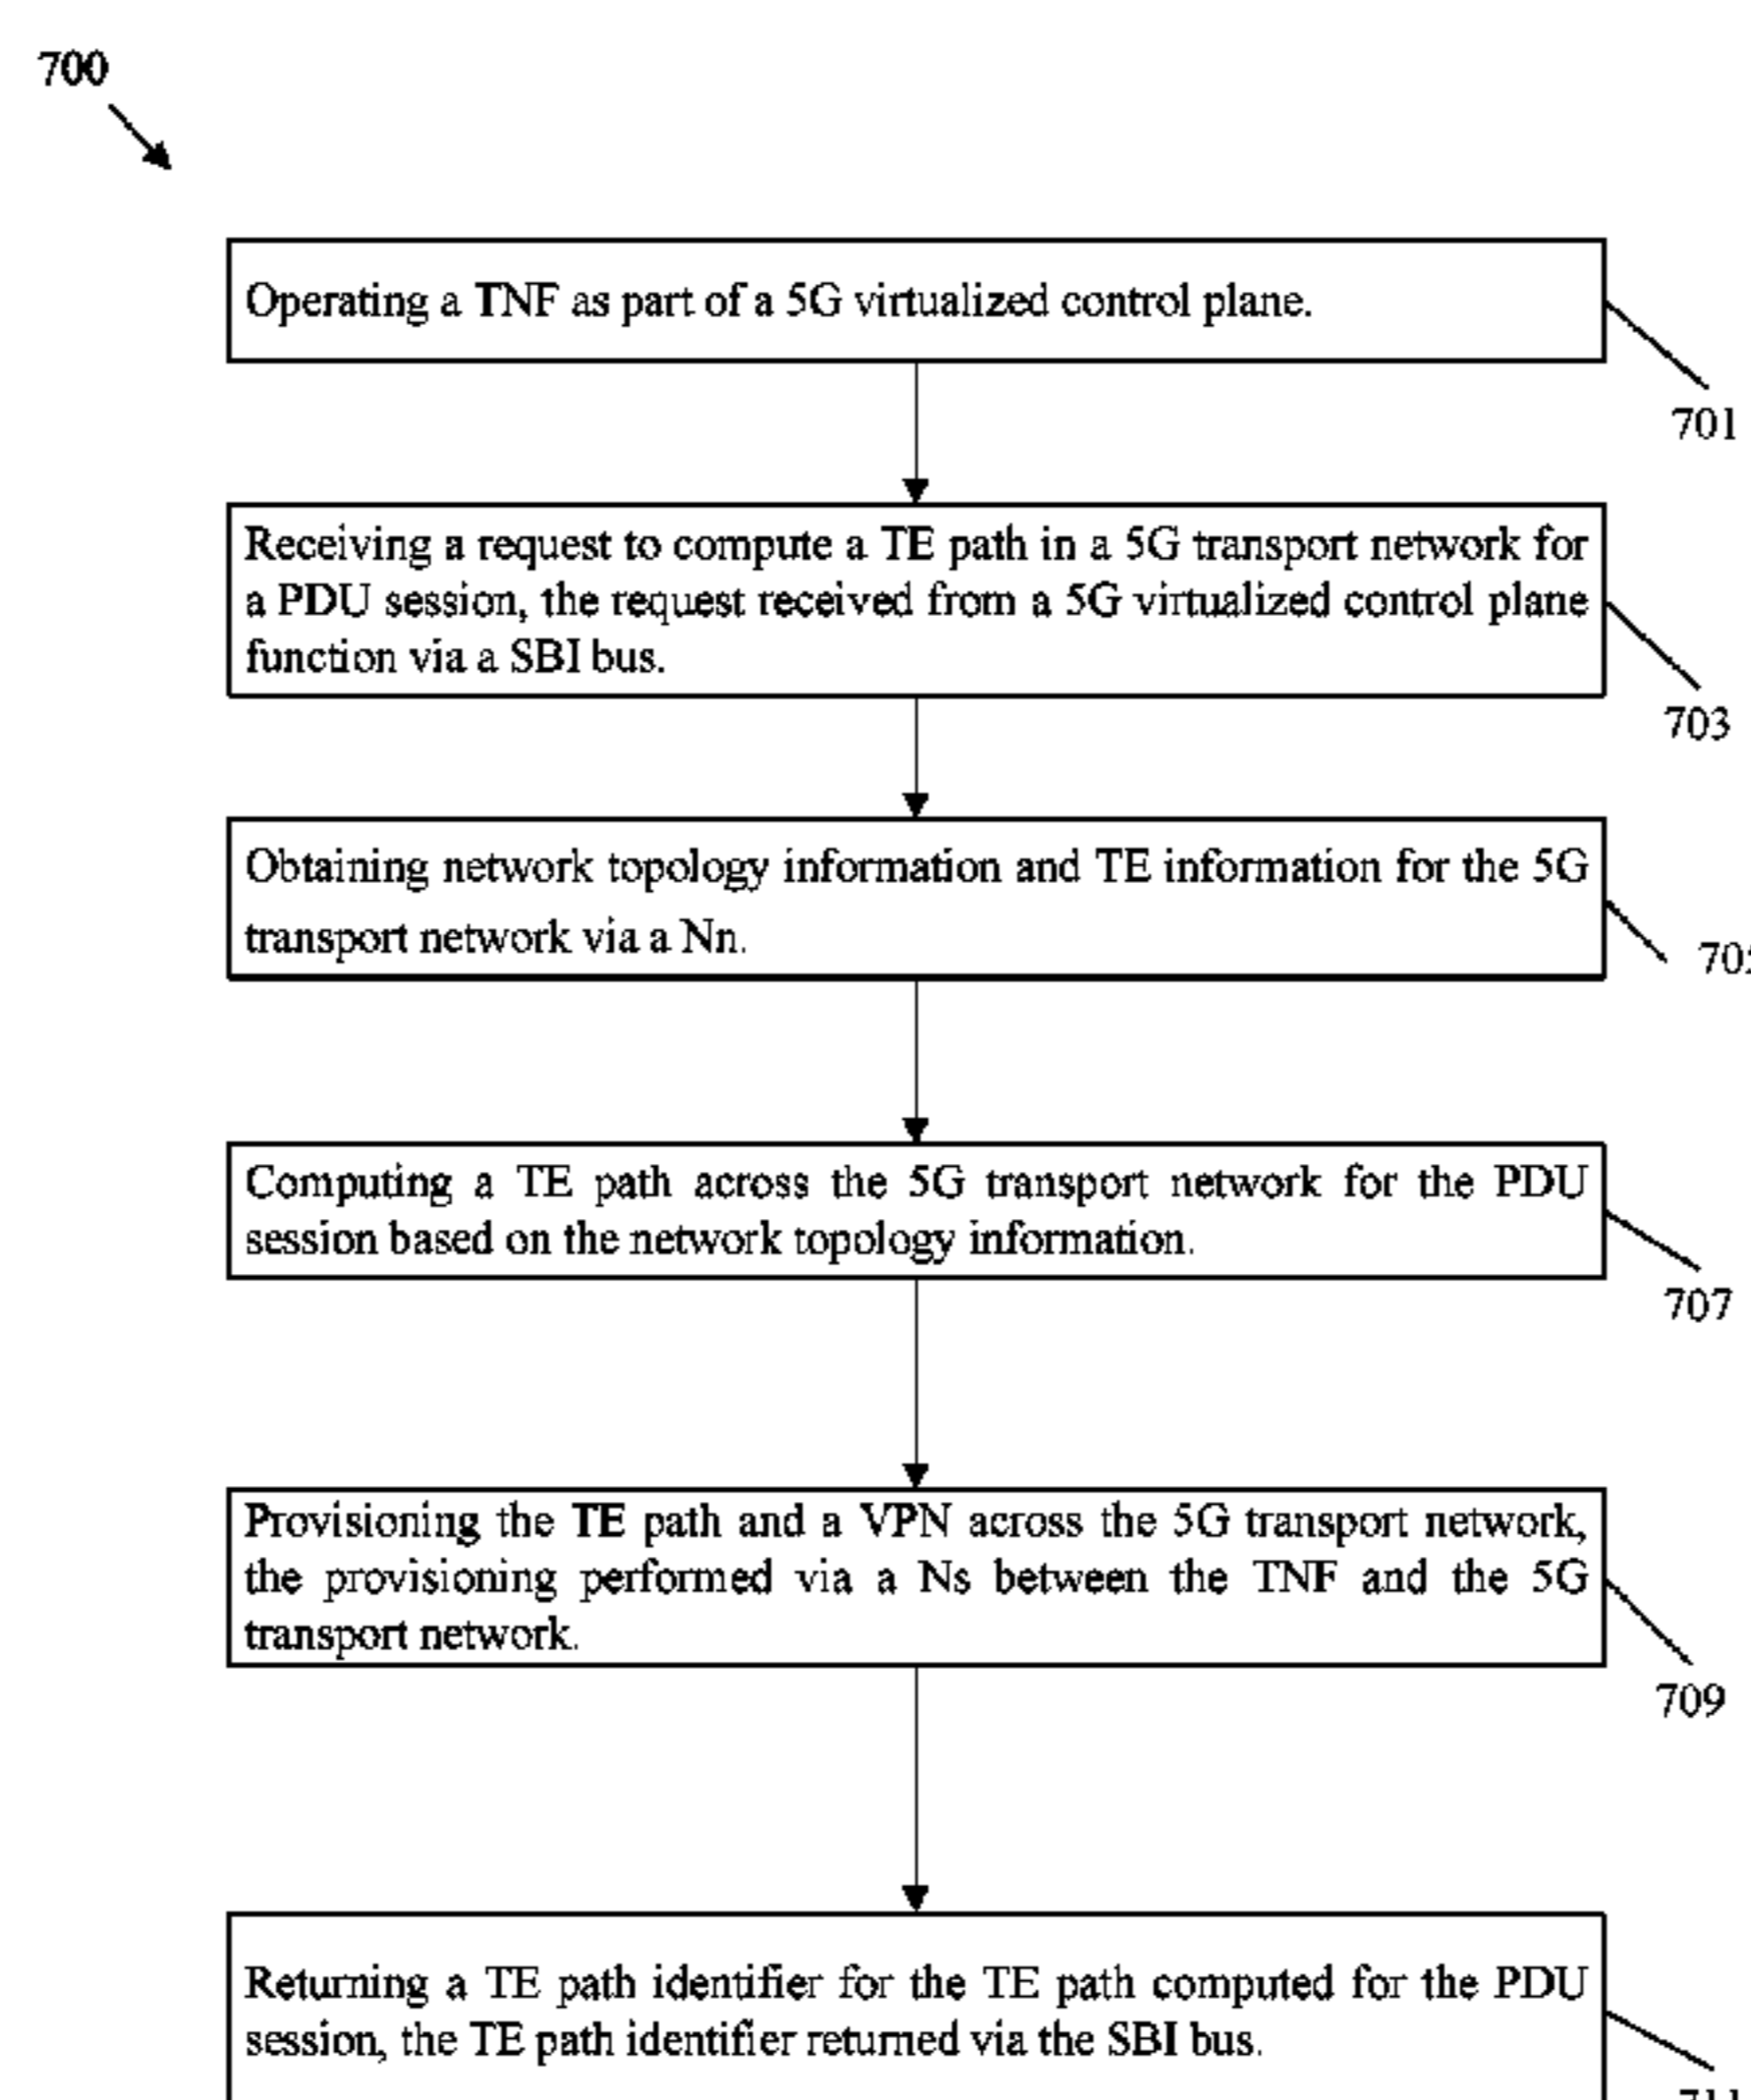 700
Operating a TNF as part of a 5G virtualized control plane.
701
Receiving a request to compute a TE path in a 5G transport network for
a PDU session, the request received from a 5G virtualized control plane
function via a SBI bus.
703
Obtaining network topology information and TE information for the 5G
transport network via a Nn.
Computing a TE path across the 5G transport network for the PDU
session based on the network topology information.
707
Provisioning the TE path and a VPN across the 5G transport network,
the provisioning performed via a Ns between the TNF and the 5G
transport network.
709
Returning a TE path identifier for the TE path computed for the PDU
session, the TE path identifier returned via the SBI bus.